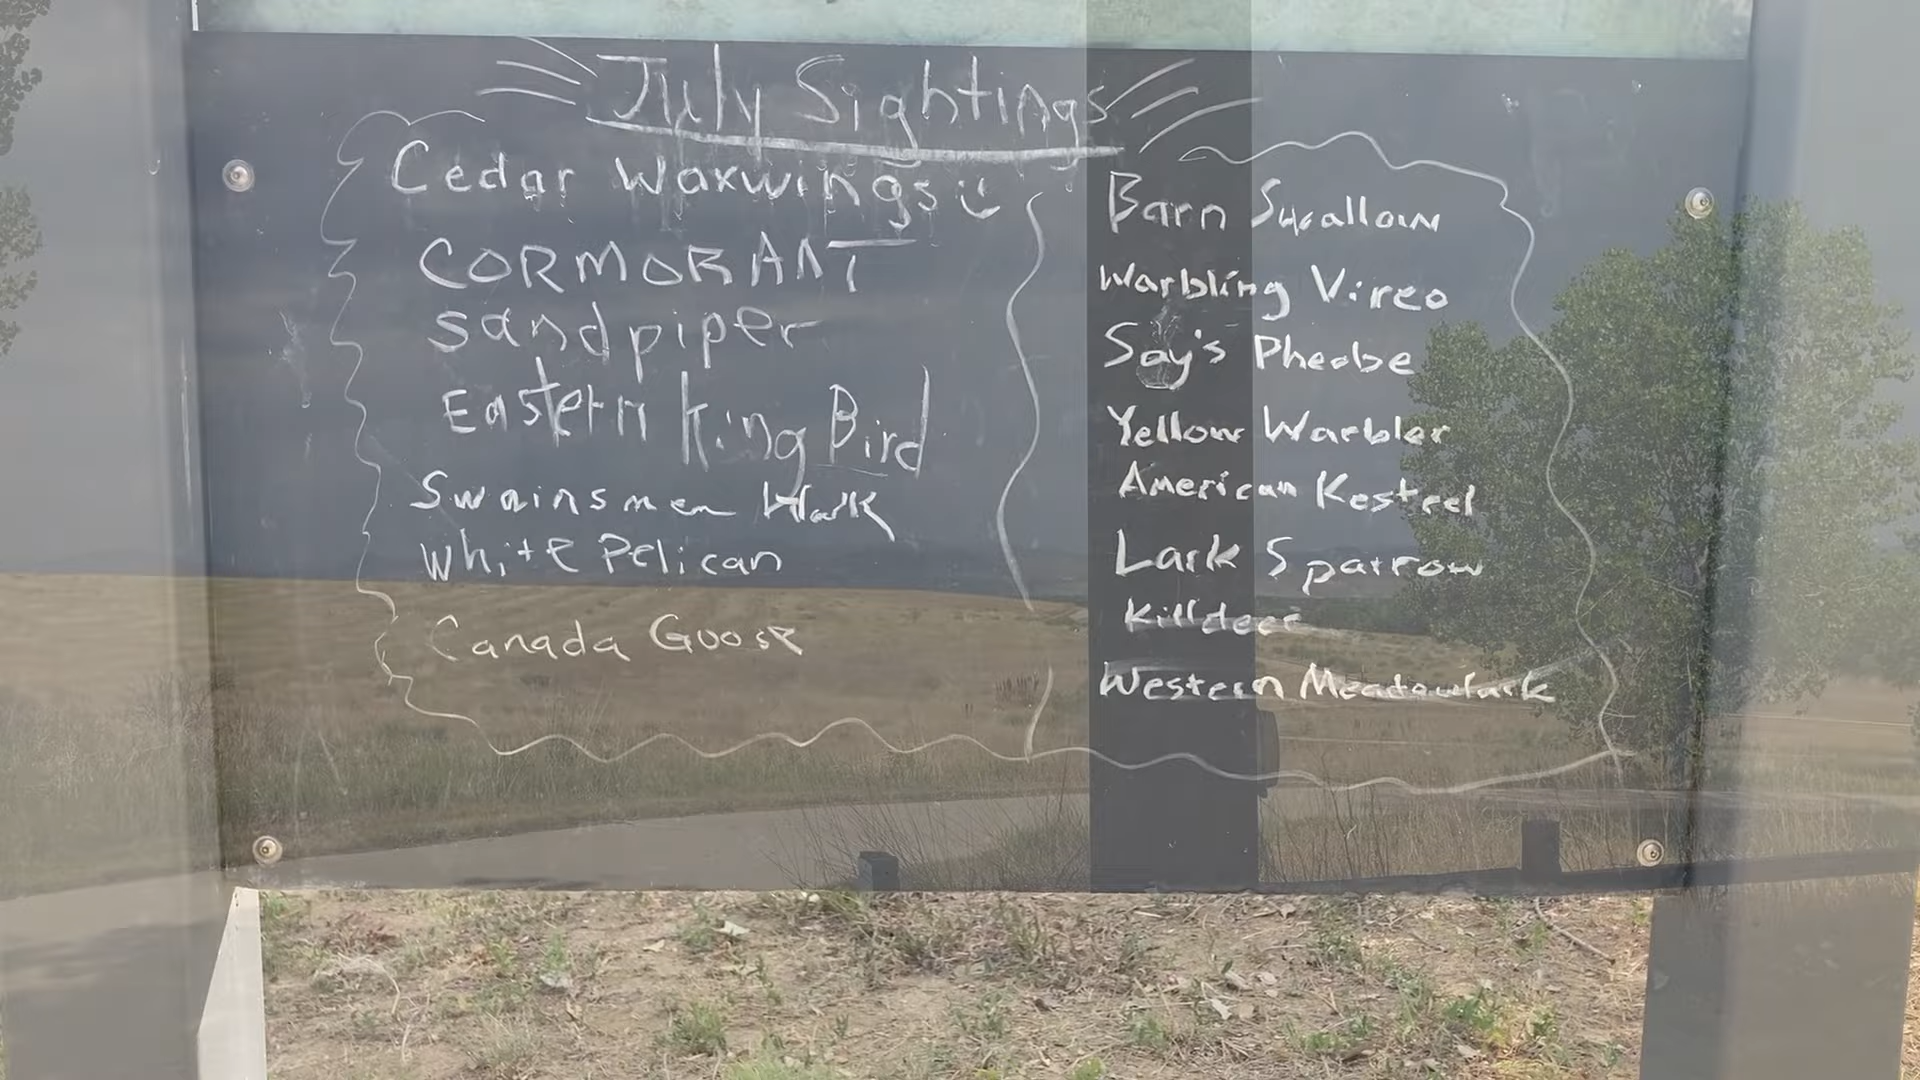 July Sightings
Cedar Waxwings
CORMORANT
sandpiper
Eastern King Bird
Swainsmen Hawk
White Pelican
Canada Goose
Barn Swallow
Warbling Vireo
Say's Pheobe
Yellow Warbler
American Kestrel
Lark Sparrow
Killdeer
Western Meadowlark